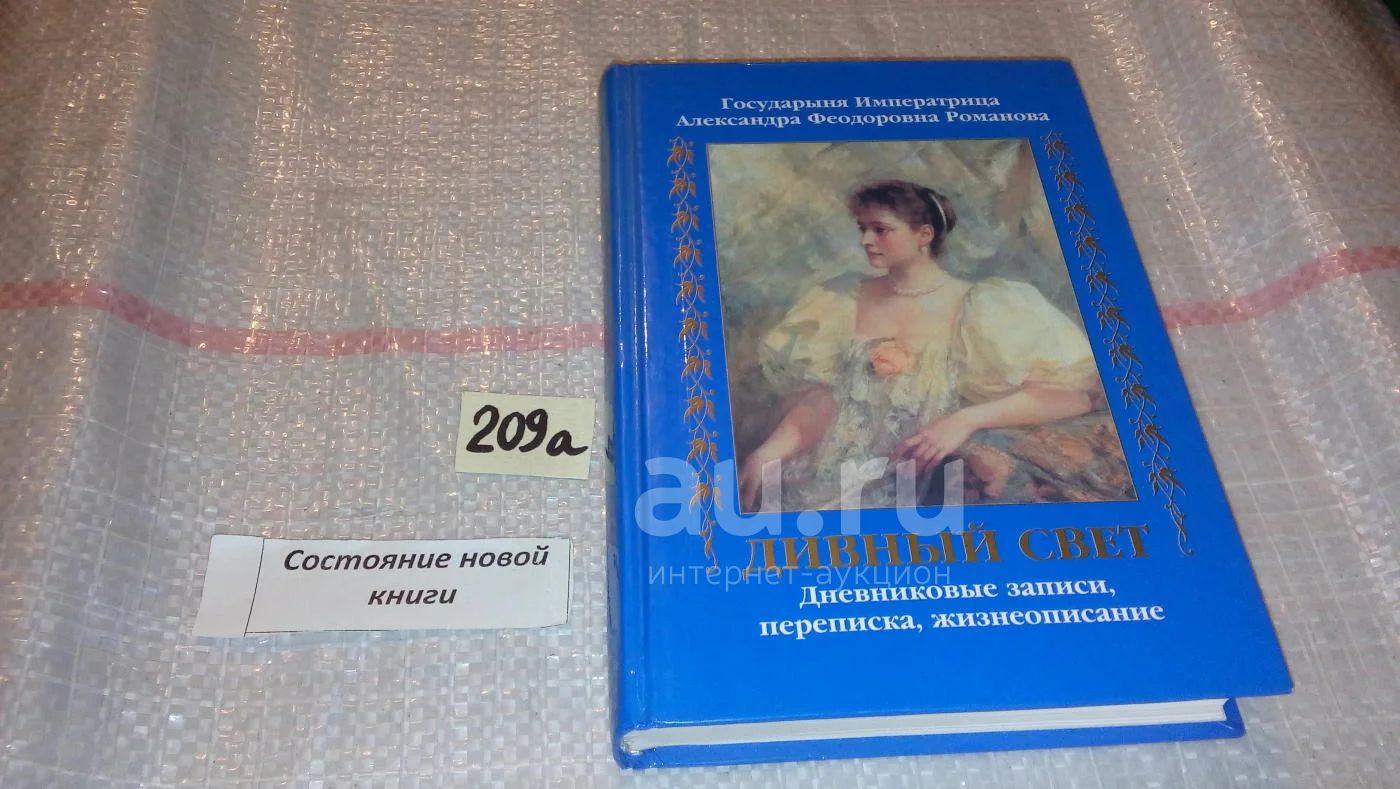 Государыня Императрица
Александра Феодоровна Романова
ДИВНЫЙ СВЕТ
Дневниковые записи,
переписка, жизнеописание
209а
Состояние новой
книги
au.ru
интернет-аукцион